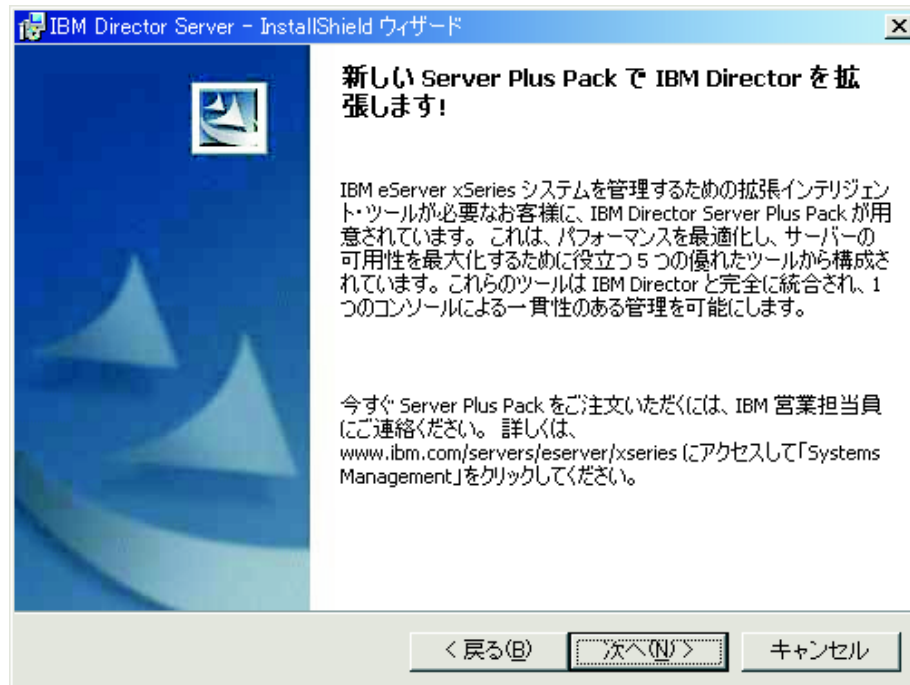 IBM Director Server - InstallShield ウィザード
新しい Server Plus Pack で IBM Director を拡
張します!
IBM eServer xSeries システムを管理するための拡張インテリジェン
ト・ツールが必要なお客様に、IBM Director Server Plus Pack が用
意されています。 これは、パフォーマンスを最適化し、サーバーの
可用性を最大化するために役立つ 5 つの優れたツールから構成さ
れています。これらのツールは IBM Director と完全に統合され、1
つのコンソールによる一貫性のある管理を可能にします。
今すぐ Server Plus Pack をご注文いただくには、IBM 営業担当員
にご連絡ください。 詳しくは、
www.ibm.com/servers/eserver/xseries にアクセスして「Systems
Management」をクリックしてください。
< 戻る(B)
次へ(N) >
キャンセル